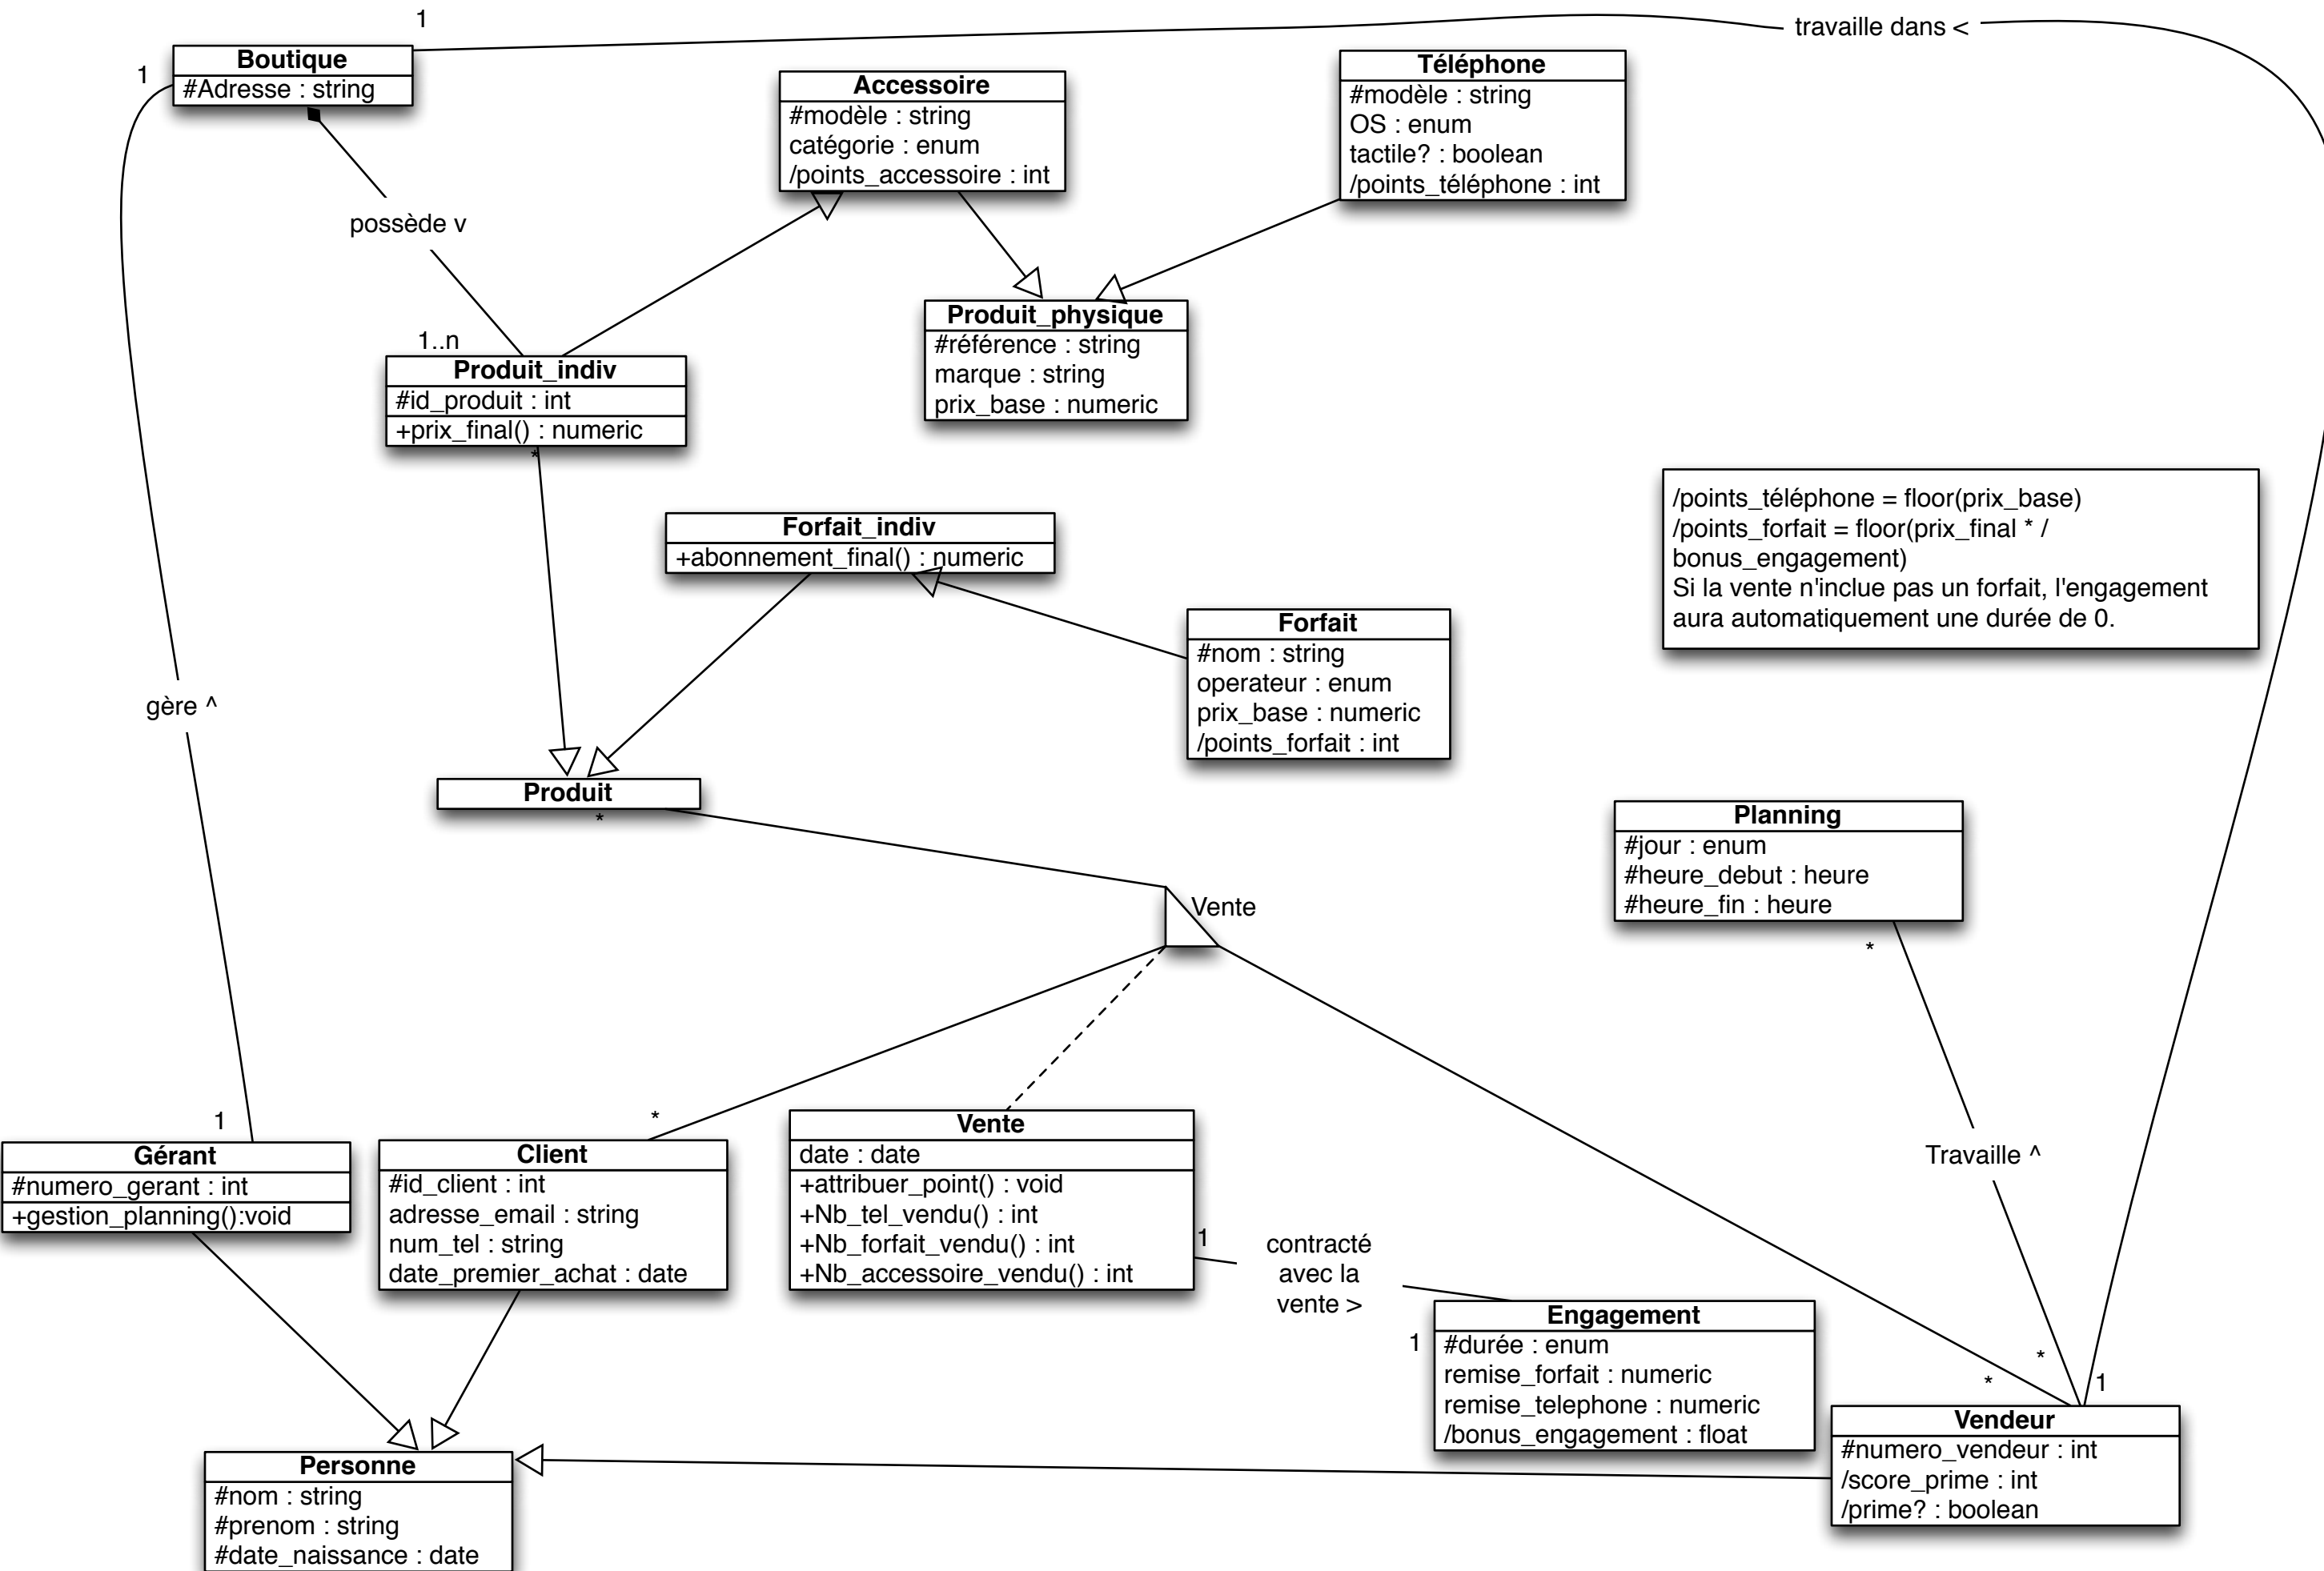 1
travaille dans <
Boutique
#Adresse : string
1
Accessoire
#modèle : string
catégorie : enum
/points_accessoire : int
Téléphone
#modèle : string
OS : enum
tactile? : boolean
/points_téléphone : int
possède v
1..n
Produit_indiv
#id_produit : int
+prix_final() : numeric
*
Produit_physique
#référence : string
marque : string
prix_base : numeric
/points_téléphone = floor(prix_base)
/points_forfait = floor(prix_final * /
bonus_engagement)
Si la vente n'inclue pas un forfait, l'engagement
aura automatiquement une durée de 0.
Forfait_indiv
+abonnement_final() : numeric
Forfait
#nom : string
operateur : enum
prix_base : numeric
/points_forfait : int
gère ^
Produit
*
Planning
#jour : enum
#heure_debut : heure
#heure_fin : heure
*
Vente
1
Gérant
#numero_gerant : int
+gestion_planning():void
*
Client
#id_client : int
adresse_email : string
num_tel : string
date_premier_achat : date
Vente
date : date
+attribuer_point() : void
+Nb_tel_vendu() : int
+Nb_forfait_vendu() : int
+Nb_accessoire_vendu() : int
Travaille ^
1
contracté
avec la
vente >
1
Engagement
#durée : enum
remise_forfait : numeric
remise_telephone : numeric
/bonus_engagement : float
*
*
1
Vendeur
#numero_vendeur : int
/score_prime : int
/prime? : boolean
Personne
#nom : string
#prenom : string
#date_naissance : date